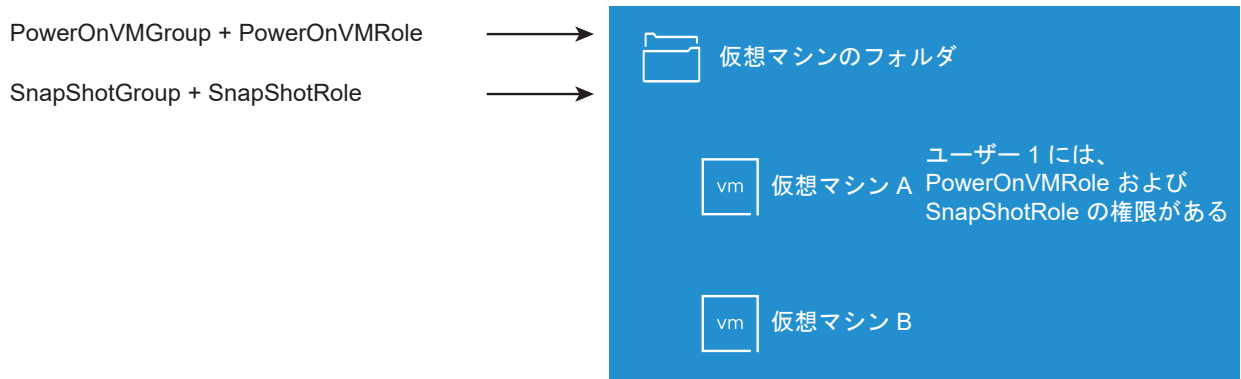 PowerOnVMGroup + PowerOnVMRole
SnapShotGroup + SnapShotRole
仮想マシンのフォルダ
vm
仮想マシン A
ユーザー 1 には、
PowerOnVMRole および
SnapShotRole の権限がある
vm
仮想マシン B